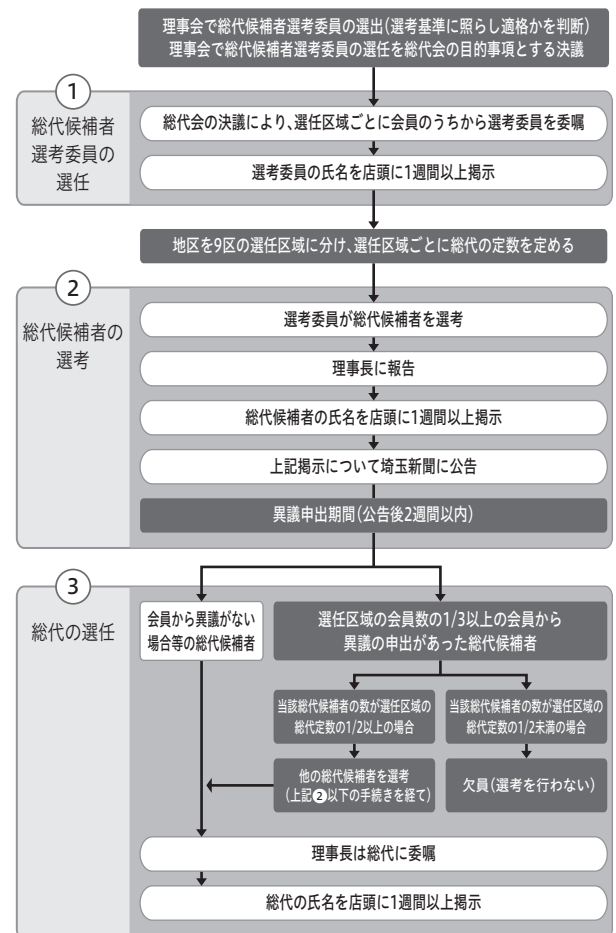 理事会で総代候補者選考委員の選出(選考基準に照らし適格かを判断)
理事会で総代候補者選考委員の選任を総代会の目的事項とする決議
①
総代候補者
選考委員の
選任
総代会の決議により、選任区域ごとに会員のうちから選考委員を委嘱
選考委員の氏名を店頭に1週間以上掲示
地区を9区の選任区域に分け、選任区域ごとに総代の定数を定める
②
総代候補者の
選考
選考委員が総代候補者を選考
理事長に報告
総代候補者の氏名を店頭に1週間以上掲示
上記掲示について埼玉新聞に公告
異議申出期間(公告後2週間以内)
③
総代の選任
会員から異議がない
場合等の総代候補者
選任区域の会員数の1/3以上の会員から
異議の申出があった総代候補者
当該総代候補者の数が選任区域の
総代定数の1/2以上の場合
当該総代候補者の数が選任区域の
総代定数の1/2未満の場合
他の総代候補者を選考
(上記❷以下の手続きを経て)
欠員(選考を行わない)
理事長は総代に委嘱
総代の氏名を店頭に1週間以上掲示